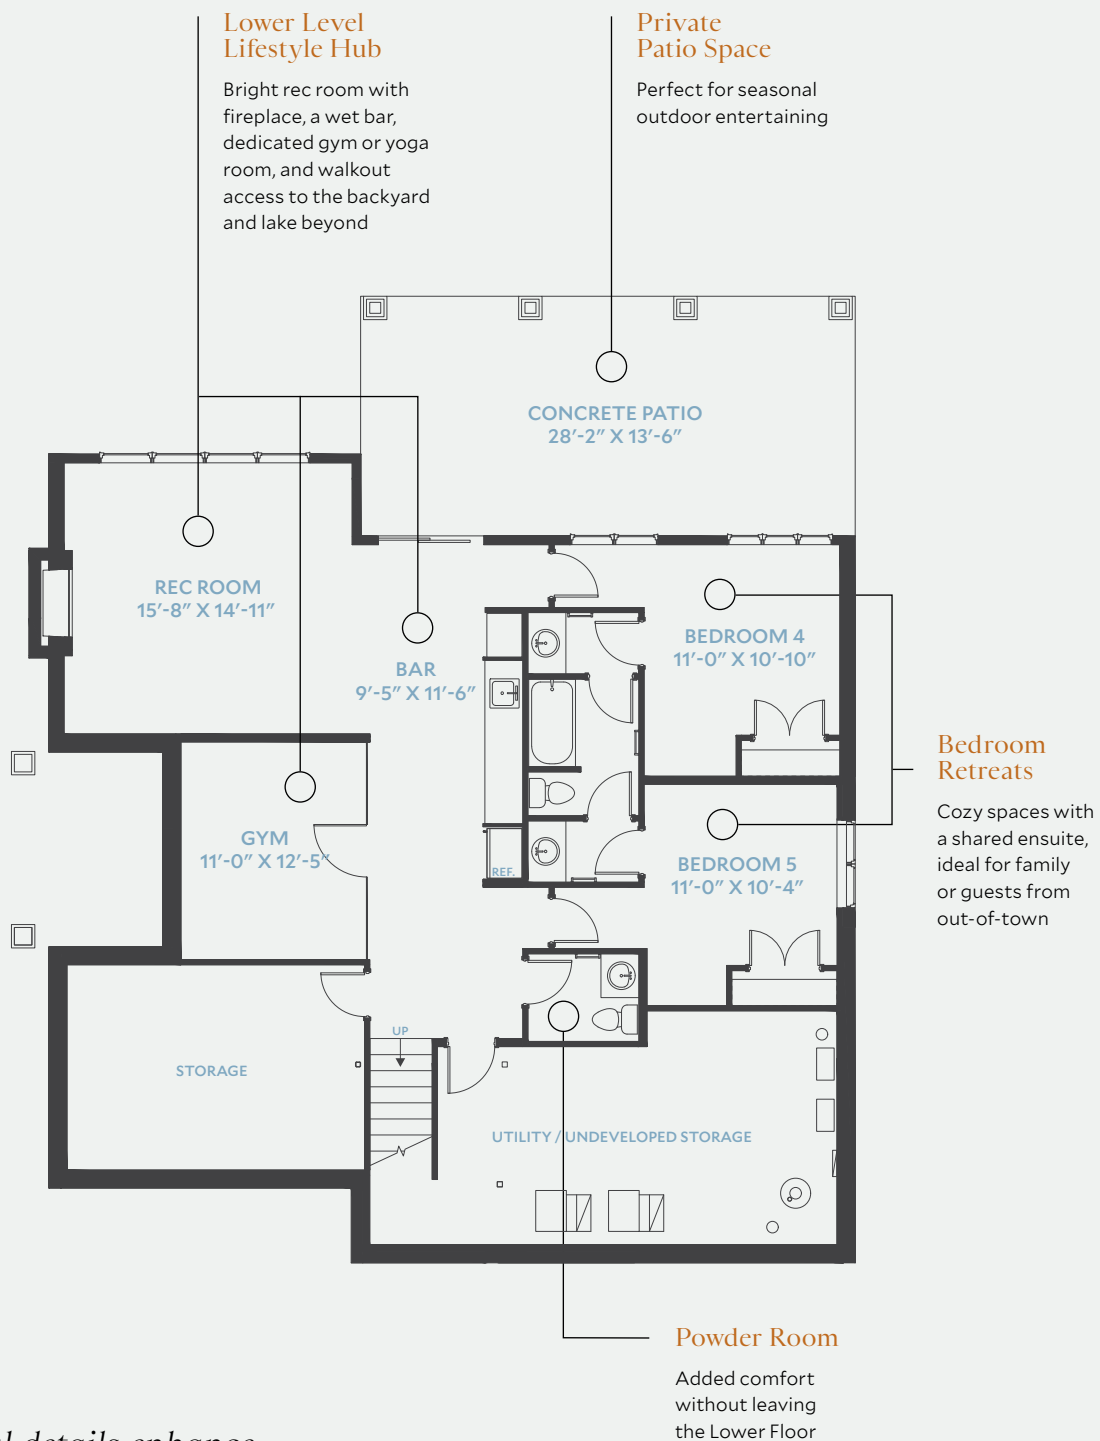 Lower Level
Lifestyle Hub
Bright rec room with
fireplace, a wet bar,
dedicated gym or yoga
room, and walkout
access to the backyard
and lake beyond
Private
Patio Space
Perfect for seasonal
outdoor entertaining
CONCRETE PATIO
28'-2" X 13'-6"
REC ROOM
15'-8" X 14'-11"
BAR
9'-5" X 11'-6"
BEDROOM 4
11'-0" X 10'-10"
Bedroom
Retreats
Cozy spaces with
a shared ensuite,
ideal for family
or guests from
out-of-town
GYM
11'-0" X 12'-5"
REF.
BEDROOM 5
11'-0" X 10'-4"
UP
STORAGE
UTILITY / UNDEVELOPED STORAGE
Powder Room
Added comfort
without leaving
the Lower Floor
details enhance